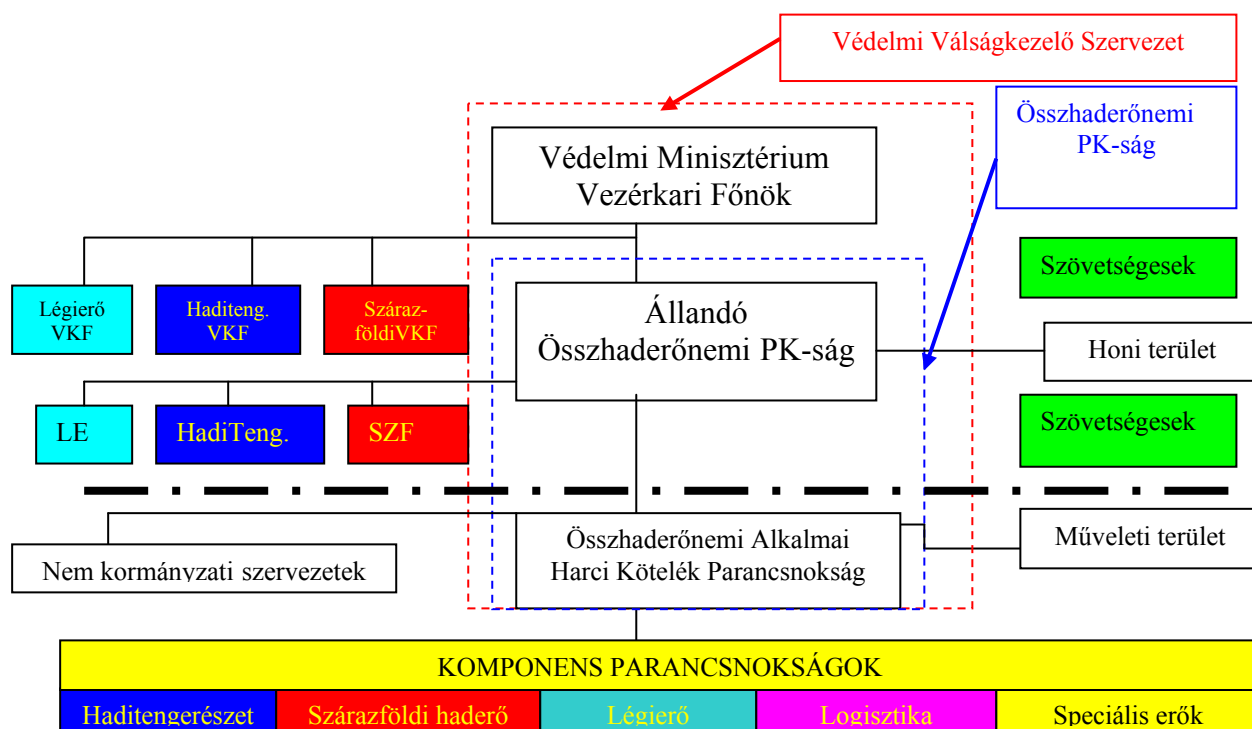 Védelmi Válságkezelő Szervezet
Összhaderőnemi
PK-ság
Védelmi Minisztérium
Vezérkari Főnök
Szövetségesek
Légierő
VKF
Haditeng.
VKF
Száraz-
földiVKF
Állandó
Összhaderőnemi PK-ság
Honi terület
LE
HadiTeng.
SZF
Szövetségesek
Nem kormányzati szervezetek
Összhaderőnemi Alkalmai
Harci Kötelék Parancsnokság
Műveleti terület
KOMPONENS PARANCSNOKSÁGOK
Haditengerészet
Szárazföldi haderő
Légierő
Logisztika
Speciális erők